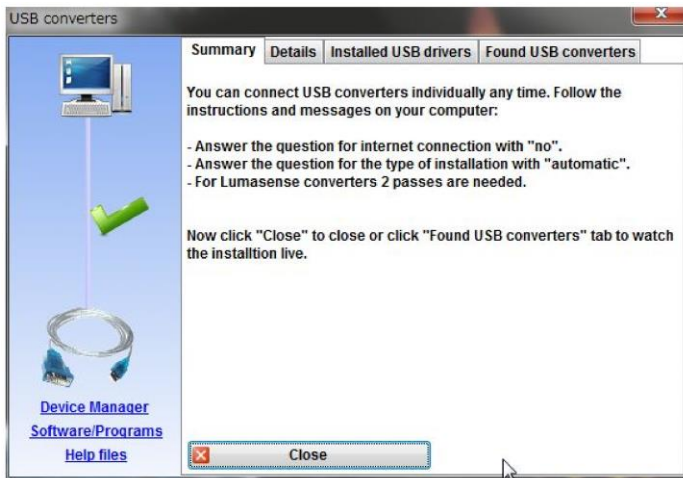 USB converters
Summary Details Installed USB drivers Found USB converters
You can connect USB converters individually any time. Follow the
instructions and messages on your computer:
- Answer the question for internet connection with "no".
- Answer the question for the type of installation with "automatic".
- For Lumasense converters 2 passes are needed.
Now click "Close" to close or click "Found USB converters" tab to watch
the installtion live.
Device Manager
Software/Programs
Help files
Close